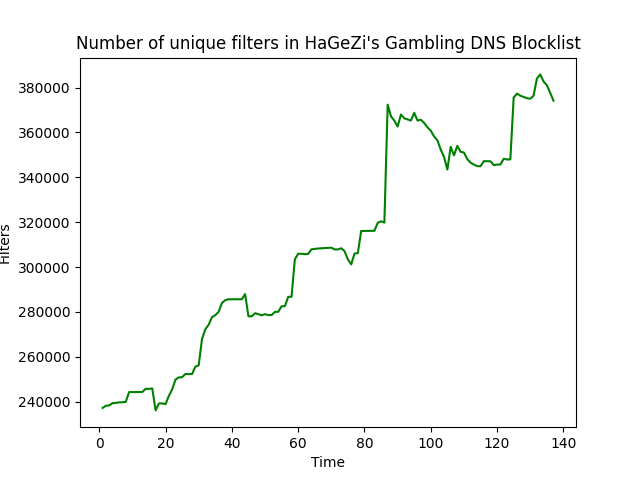 Number of unique filters in HaGeZi's Gambling DNS Blocklist
380000
360000
340000
320000
300000
280000
260000
240000
Filters
0 20 40 60 80 100 120 140
Time